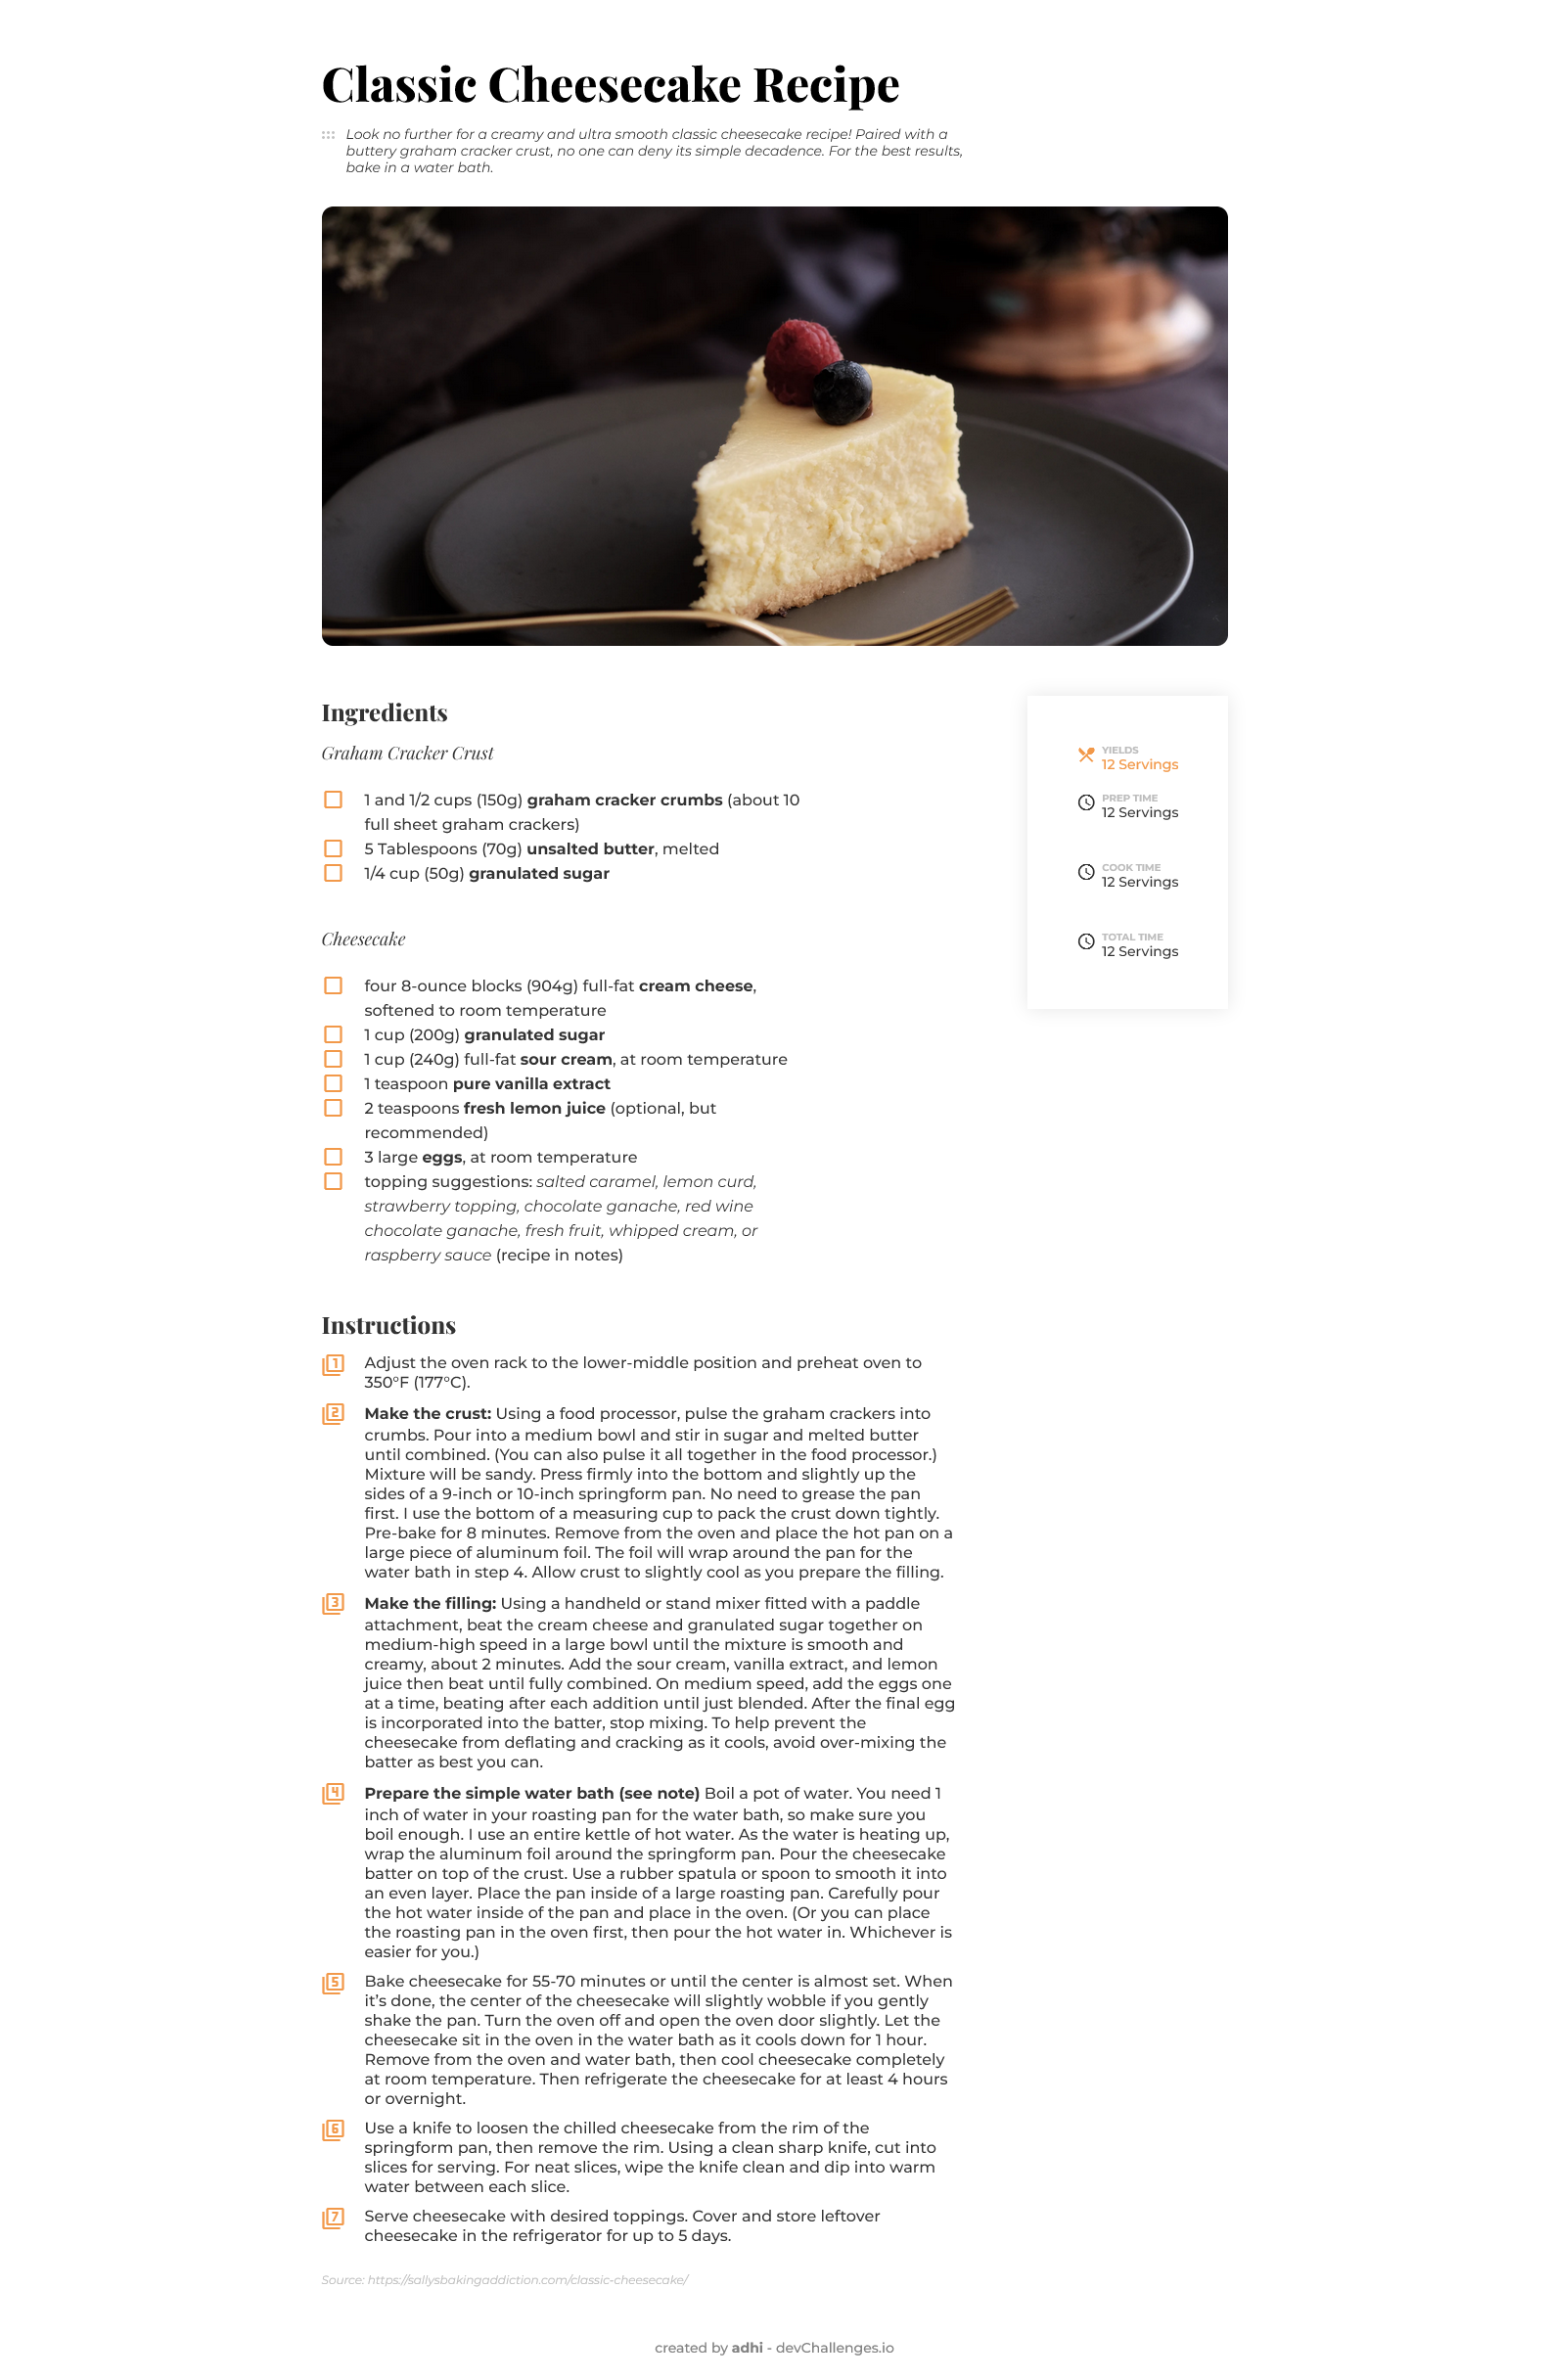 Classic Cheesecake Recipe
Look no further for a creamy and ultra smooth classic cheesecake recipe! Paired with a
buttery graham cracker crust, no one can deny its simple decadence. For the best results,
bake in a water bath.
Ingredients
Graham Cracker Crust
1 and 1/2 cups (150g) graham cracker crumbs (about 10
full sheet graham crackers)
5 Tablespoons (70g) unsalted butter, melted
1/4 cup (50g) granulated sugar
Cheesecake
four 8-ounce blocks (904g) full-fat cream cheese,
softened to room temperature
1 cup (200g) granulated sugar
1 cup (240g) full-fat sour cream, at room temperature
1 teaspoon pure vanilla extract
2 teaspoons fresh lemon juice (optional, but
recommended)
3 large eggs, at room temperature
topping suggestions: salted caramel, lemon curd,
strawberry topping, chocolate ganache, red wine
chocolate ganache, fresh fruit, whipped cream, or
raspberry sauce (recipe in notes)
YIELDS
12 Servings
PREP TIME
12 Servings
COOK TIME
12 Servings
TOTAL TIME
12 Servings
Instructions
1 Adjust the oven rack to the lower-middle position and preheat oven to
350°F (177°C).
2 Make the crust: Using a food processor, pulse the graham crackers into
crumbs. Pour into a medium bowl and stir in sugar and melted butter
until combined. (You can also pulse it all together in the food processor.)
Mixture will be sandy. Press firmly into the bottom and slightly up the
sides of a 9-inch or 10-inch springform pan. No need to grease the pan
first. I use the bottom of a measuring cup to pack the crust down tightly.
Pre-bake for 8 minutes. Remove from the oven and place the hot pan on a
large piece of aluminum foil. The foil will wrap around the pan for the
water bath in step 4. Allow crust to slightly cool as you prepare the filling.
3 Make the filling: Using a handheld or stand mixer fitted with a paddle
attachment, beat the cream cheese and granulated sugar together on
medium-high speed in a large bowl until the mixture is smooth and
creamy, about 2 minutes. Add the sour cream, vanilla extract, and lemon
juice then beat until fully combined. On medium speed, add the eggs one
at a time, beating after each addition until just blended. After the final egg
is incorporated into the batter, stop mixing. To help prevent the
cheesecake from deflating and cracking as it cools, avoid over-mixing the
batter as best you can.
4 Prepare the simple water bath (see note) Boil a pot of water. You need 1
inch of water in your roasting pan for the water bath, so make sure you
boil enough. I use an entire kettle of hot water. As the water is heating up,
wrap the aluminum foil around the springform pan. Pour the cheesecake
batter on top of the crust. Use a rubber spatula or spoon to smooth it into
an even layer. Place the pan inside of a large roasting pan. Carefully pour
the hot water inside of the pan and place in the oven. (Or you can place
the roasting pan in the oven first, then pour the hot water in. Whichever is
easier for you.)
5 Bake cheesecake for 55-70 minutes or until the center is almost set. When
it’s done, the center of the cheesecake will slightly wobble if you gently
shake the pan. Turn the oven off and open the oven door slightly. Let the
cheesecake sit in the oven in the water bath as it cools down for 1 hour.
Remove from the oven and water bath, then cool cheesecake completely
at room temperature. Then refrigerate the cheesecake for at least 4 hours
or overnight.
6 Use a knife to loosen the chilled cheesecake from the rim of the
springform pan, then remove the rim. Using a clean sharp knife, cut into
slices for serving. For neat slices, wipe the knife clean and dip into warm
water between each slice.
7 Serve cheesecake with desired toppings. Cover and store leftover
cheesecake in the refrigerator for up to 5 days.
Source: https://sallysbakingaddiction.com/classic-cheesecake/
created by adhi - devChallenges.io